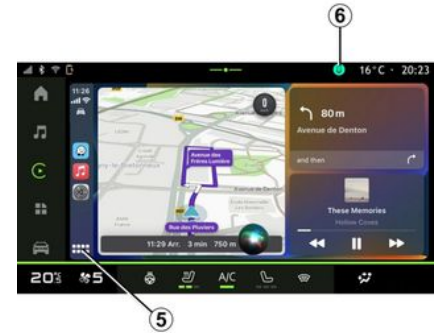 6
16°C · 20:23
11:26
0
80 m
Avenue de Denton
and then
Avenue des
Frères Lumière
Rue des Pluviers
11:29 Arr. 3 min 750 m
These Memories
Hollow Coves
20
5
A/C
5